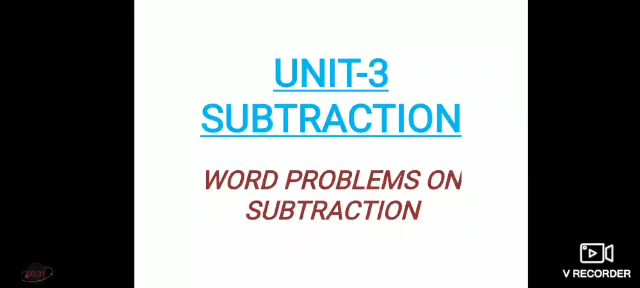 UNIT-3
SUBTRACTION
WORD PROBLEMS ON
SUBTRACTION
V RECORDER